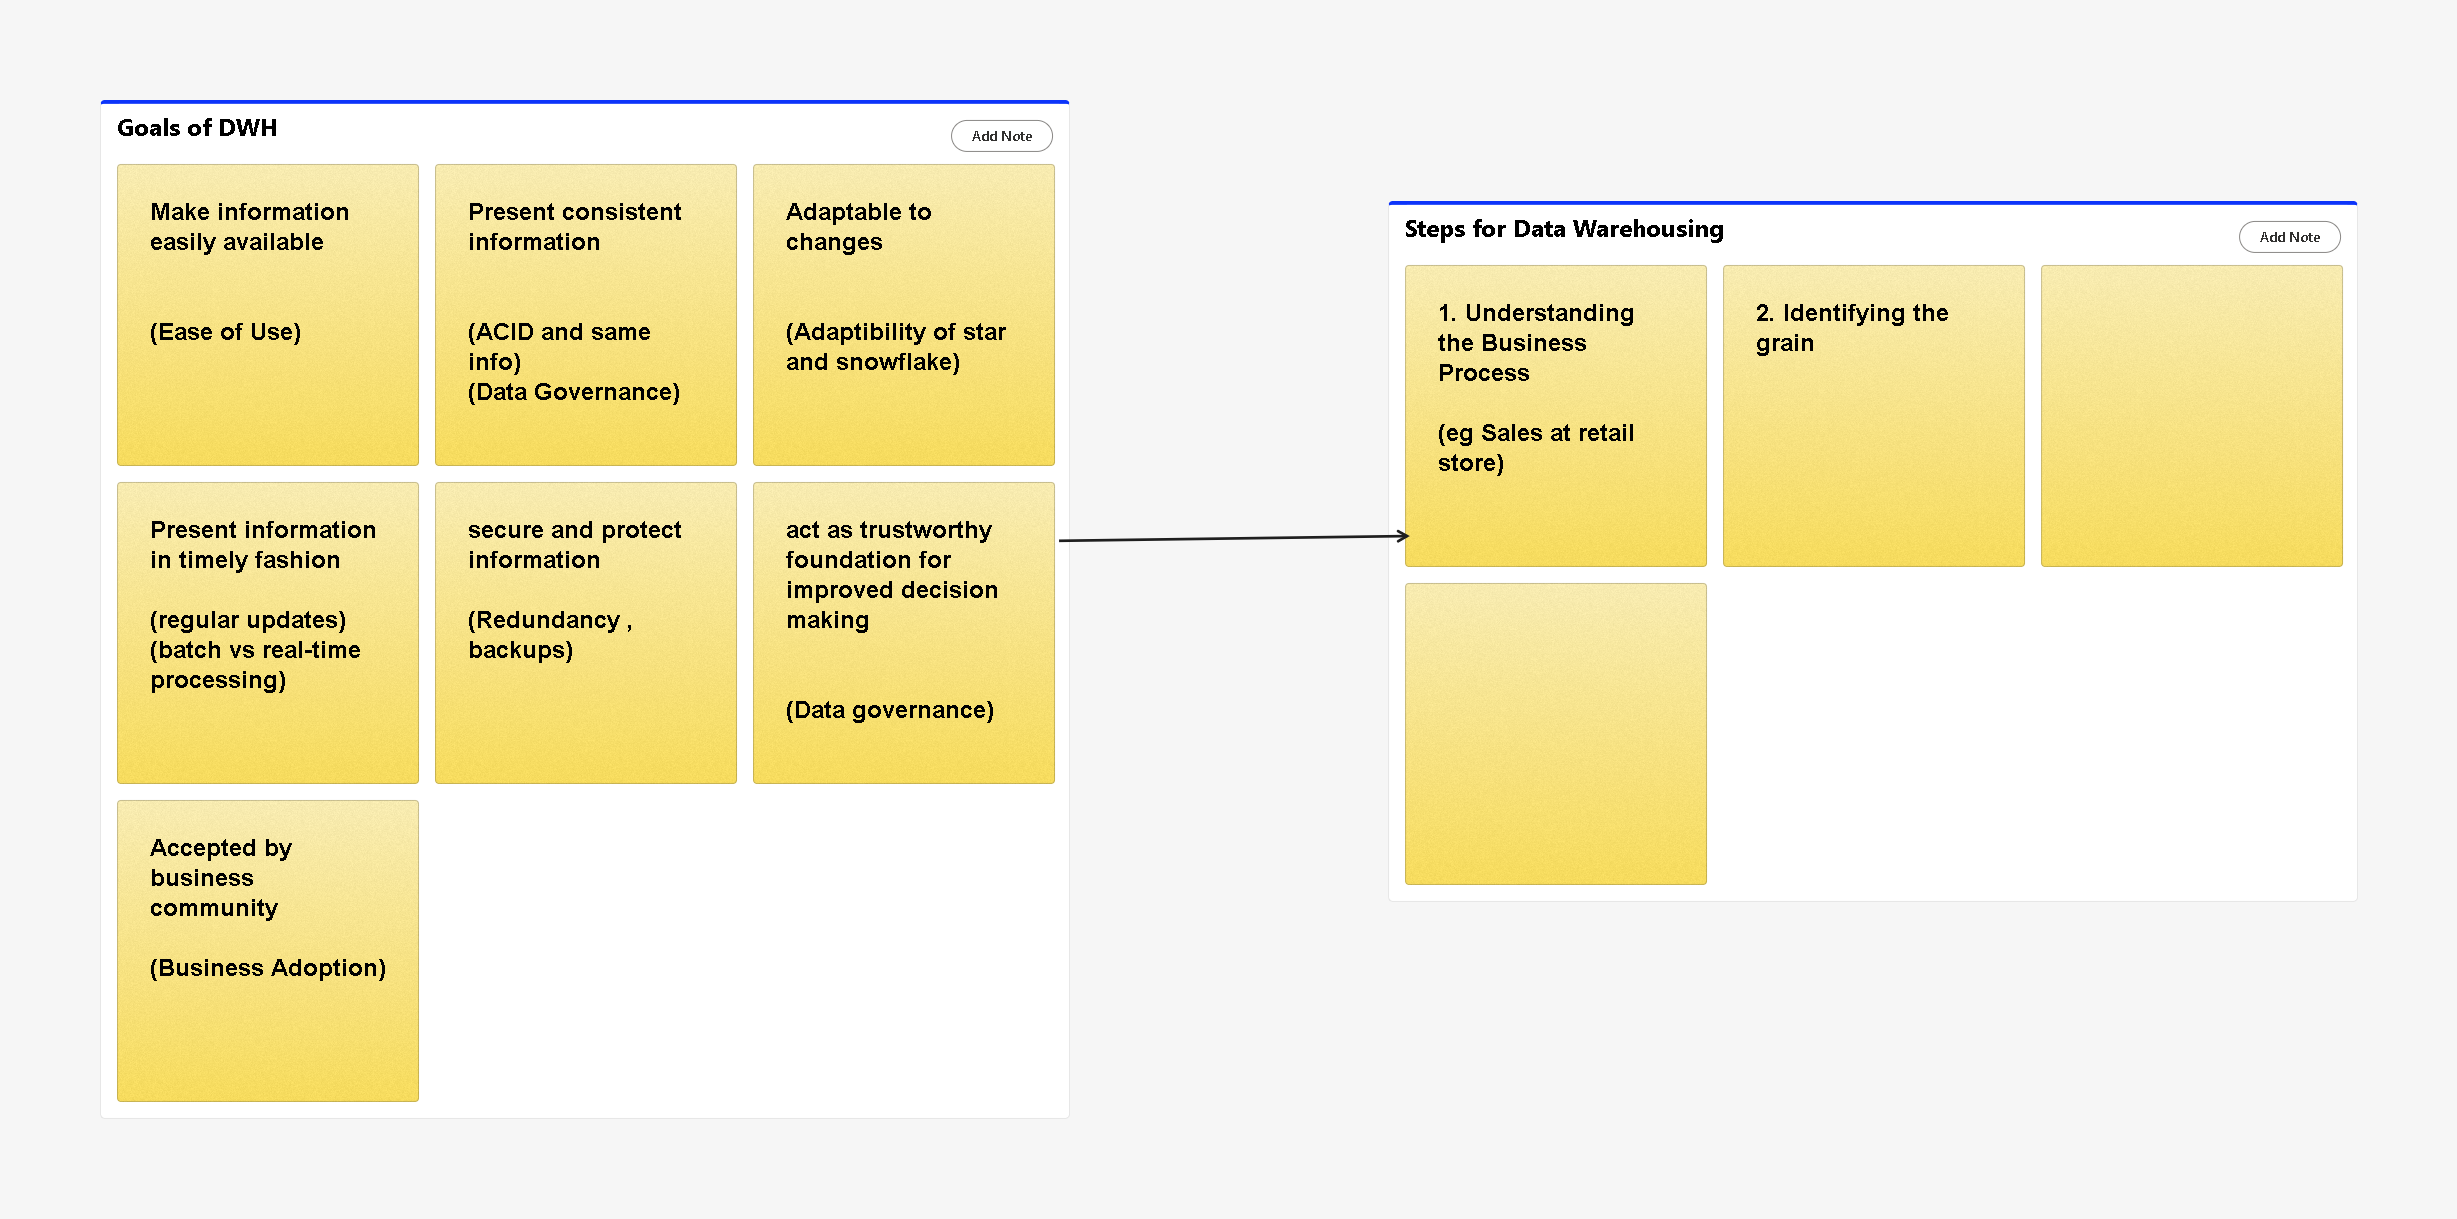 Goals of DWH
Add Note
Make information
easily available
(Ease of Use)
Present consistent
information
(ACID and same
info)
(Data Governance)
Adaptable to
changes
(Adaptibility of star
and snowflake)
Present information
in timely fashion
(regular updates)
(batch vs real-time
processing)
secure and protect
information
(Redundancy ,
backups)
act as trustworthy
foundation for
improved decision
making
(Data governance)
Accepted by
business
community
(Business Adoption)
Steps for Data Warehousing
Add Note
1. Understanding
the Business
Process
(eg Sales at retail
store)
2. Identifying the
grain